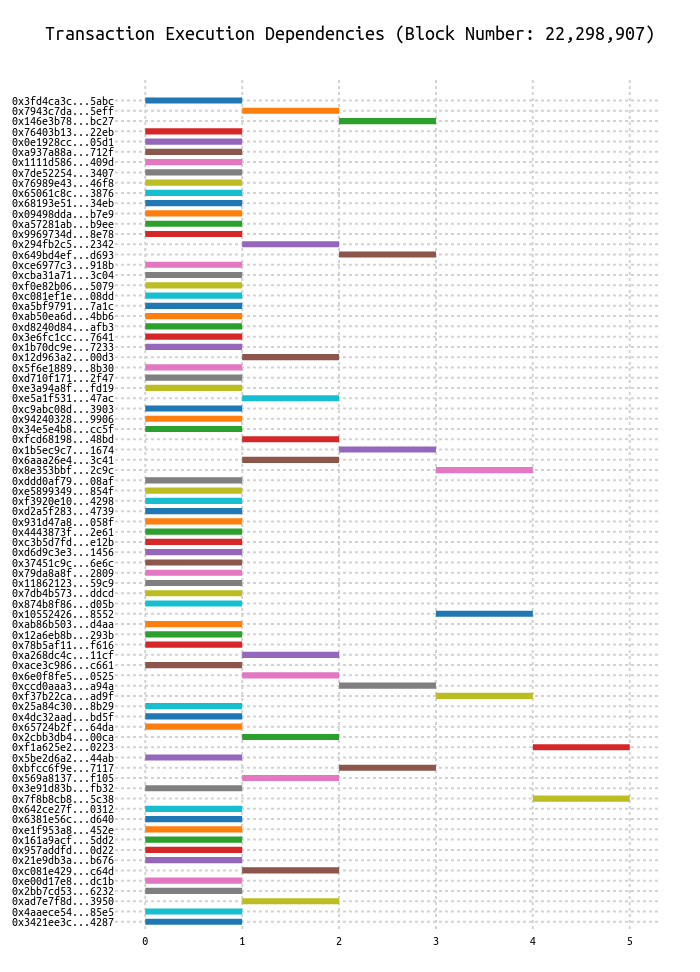 Transaction Execution Dependencies (Block Number: 22,298,907)
0x3fd4ca3c...5abc
0x7943c7da...5eff
0x146e3b78...bc27
0x76403b13...22eb
0x0e1928cc...05d1
0xa937a88a...712f
0x1111d586...409d
0x7de52254...3407
0x76989e43...46f8
0x65061c8c...3876
0x68193e51...34eb
0x09498dda...b7e9
0xa57281ab...b9ee
0x9969734d...8e78
0x294fb2c5...2342
0x649bd4ef...d693
0xce6977c3...918b
0xcba31a71...3c04
0xf0e82b06...5079
0xc081ef1e...08dd
0xa5bf9791...7a1c
0xab50ea6d...4bb6
0xd8240d84...afb3
0x3e6fc1cc...7641
0x1b70dc9e...7233
0x12d963a2...00d3
0x5f6e1889...8b30
0xd710f171...2f47
0xe3a94a8f...fd19
0xe5a1f531...47ac
0xc9abc08d...3903
0x94240328...9906
0x34e5e4b8...cc5f
0xfcd68198...48bd
0x1b5ec9c7...1674
0x6aaa26e4...3c41
0x8e353bbf...2c9c
0xddd0af79...08af
0xe5899349...854f
0xf3920e10...4298
0xd2a5f283...4739
0x931d47a8...058f
0x4443873f...2e61
0xc3b5d7fd...e12b
0xd6d9c3e3...1456
0x37451c9c...6e6c
0x79da8a8f...2809
0x11862123...59c9
0x7db4b573...ddcd
0x874b8f86...d05b
0x10552426...8552
0xab86b503...d4aa
0x12a6eb8b...293b
0x78b5af11...f616
0xa268dc4c...11cf
0xace3c986...c661
0x6e0f8fe5...0525
0xccd0aaa3...a94a
0xf37b22ca...ad9f
0x25a84c30...8b29
0x4dc32aad...bd5f
0x65724b2f...64da
0x2cbb3db4...00ca
0xf1a625e2...0223
0x5be2d6a2...44ab
0xbfcc6f9e...7117
0x569a8137...f105
0x3e91d83b...fb32
0x7f8b8cb8...5c38
0x642ce27f...0312
0x6381e56c...d640
0xe1f953a8...452e
0x161a9acf...5dd2
0x957addfd...0d22
0x21e9db3a...b676
0xc081e429...c64d
0xe00d17e8...dc1b
0x2bb7cd53...6232
0xad7e7f8d...3950
0x4aaece54...85e5
0x3421ee3c...4287
0 1 2 3 4 5